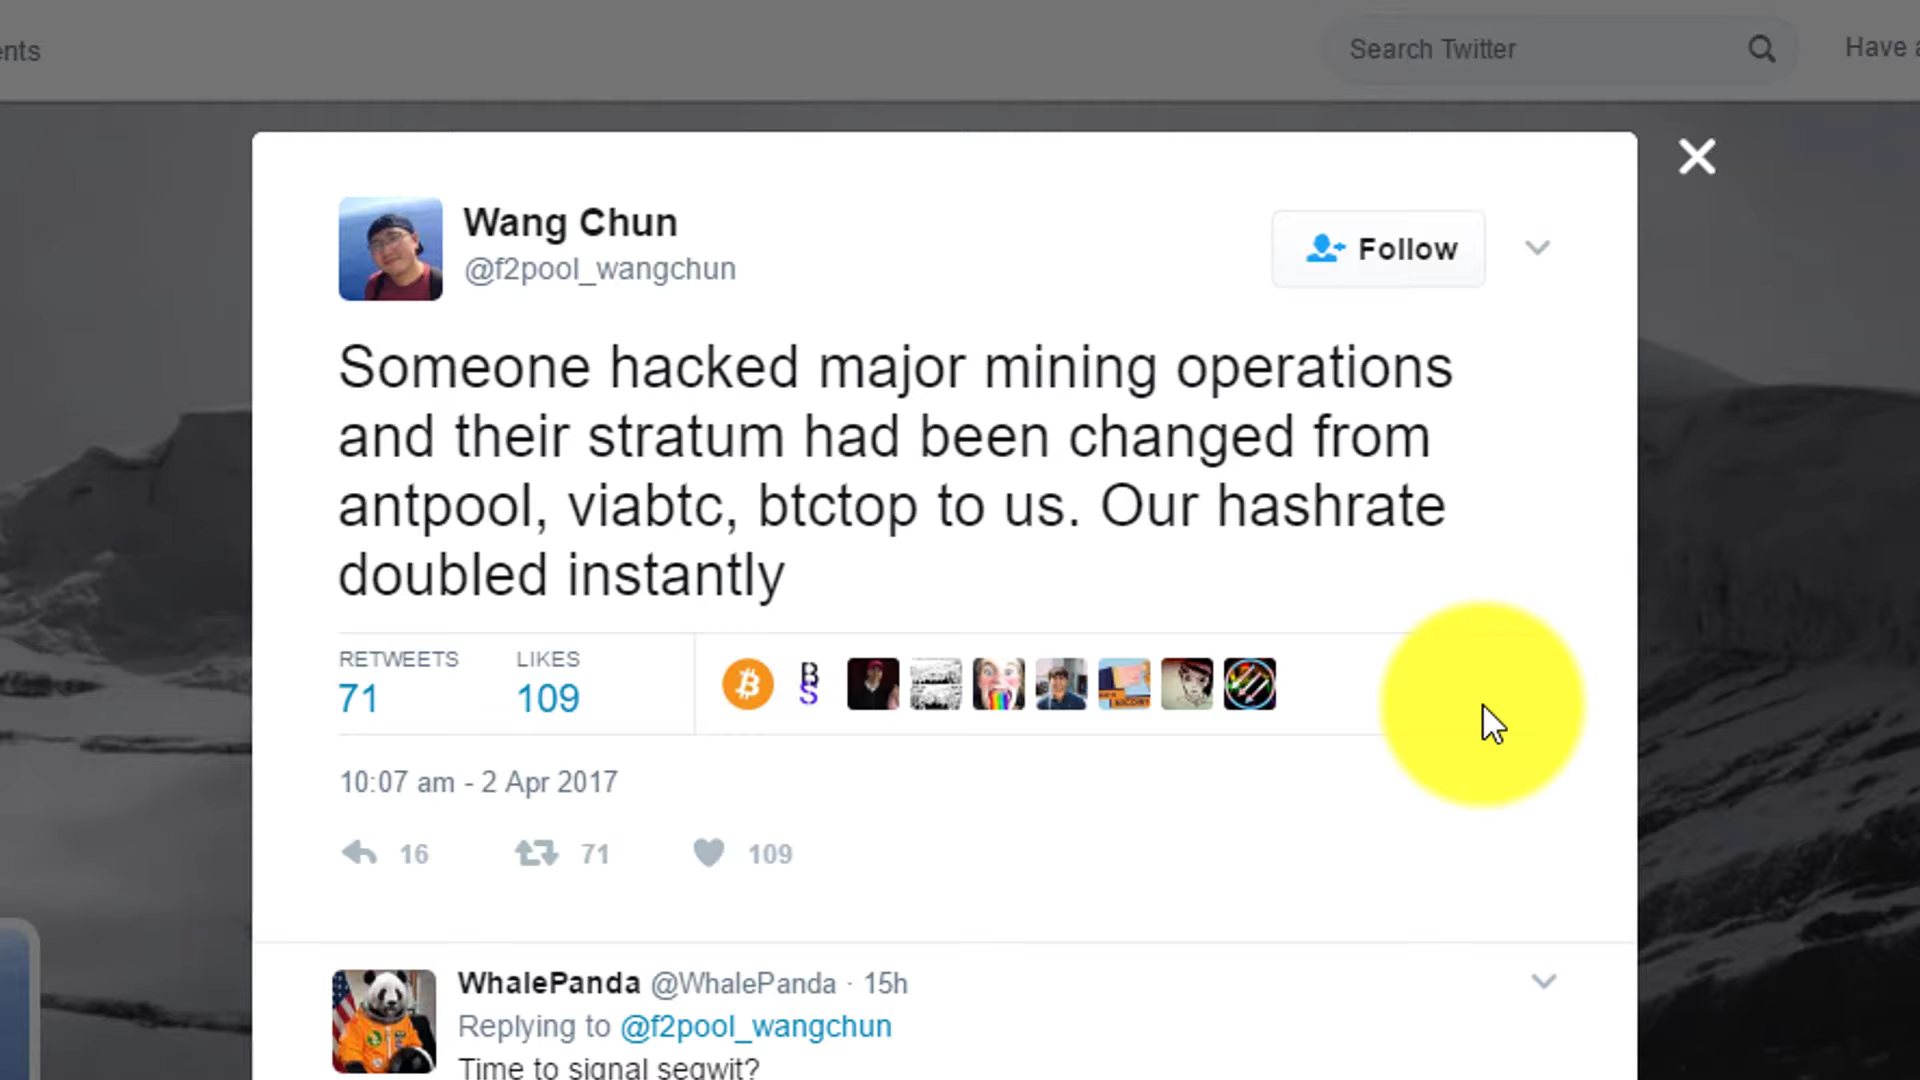 ents
Search Twitter
Have a
Wang Chun
@f2pool_wangchun
Follow
Someone hacked major mining operations
and their stratum had been changed from
antpool, viabtc, btctop to us. Our hashrate
doubled instantly
RETWEETS LIKES
71 109
B
S
10:07 am - 2 Apr 2017
16 71 109
WhalePanda @WhalePanda · 15h
Replying to @f2pool_wangchun
Time to signal segwit?